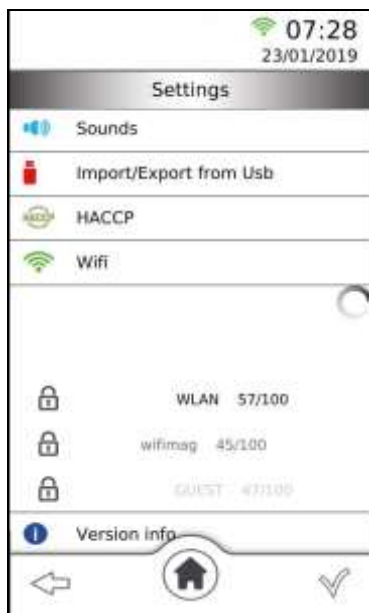 07:28
23/01/2019
Settings
Sounds
Import/Export from Usb
HACCP
HACCP
Wifi
WLAN 57/100
wifimag 45/100
GUEST 47/100
i Version info